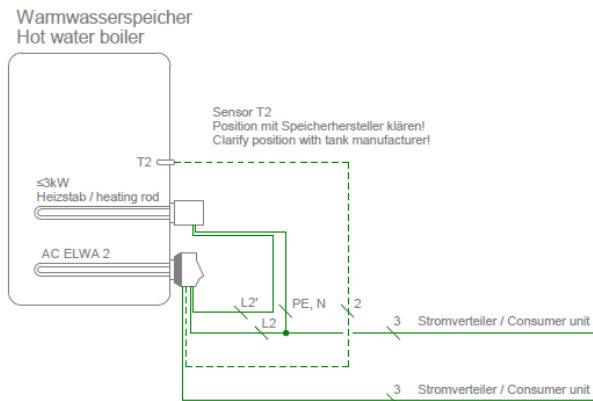 Warmwasserspeicher
Hot water boiler
Sensor T2
Position mit Speicherhersteller klären!
Clarify position with tank manufacturer!
T2
≤3kW
Heizstab / heating rod
AC ELWA 2
L2'
PE, N
2
L2
3 Stromverteiler / Consumer unit
3 Stromverteiler / Consumer unit